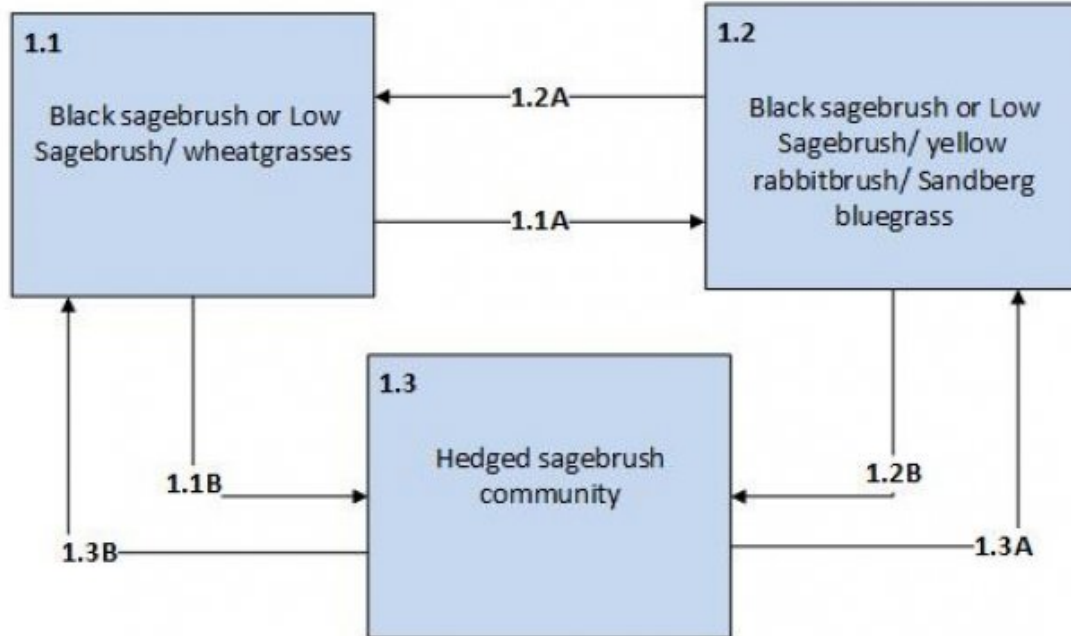 1.1
Black sagebrush or Low
Sagebrush/ wheatgrasses
1.2A
1.1A
1.2
Black sagebrush or Low
Sagebrush/ yellow
rabbitbrush/ Sandberg
bluegrass
1.3
Hedged sagebrush
community
1.1B
1.2B
1.3B
1.3A